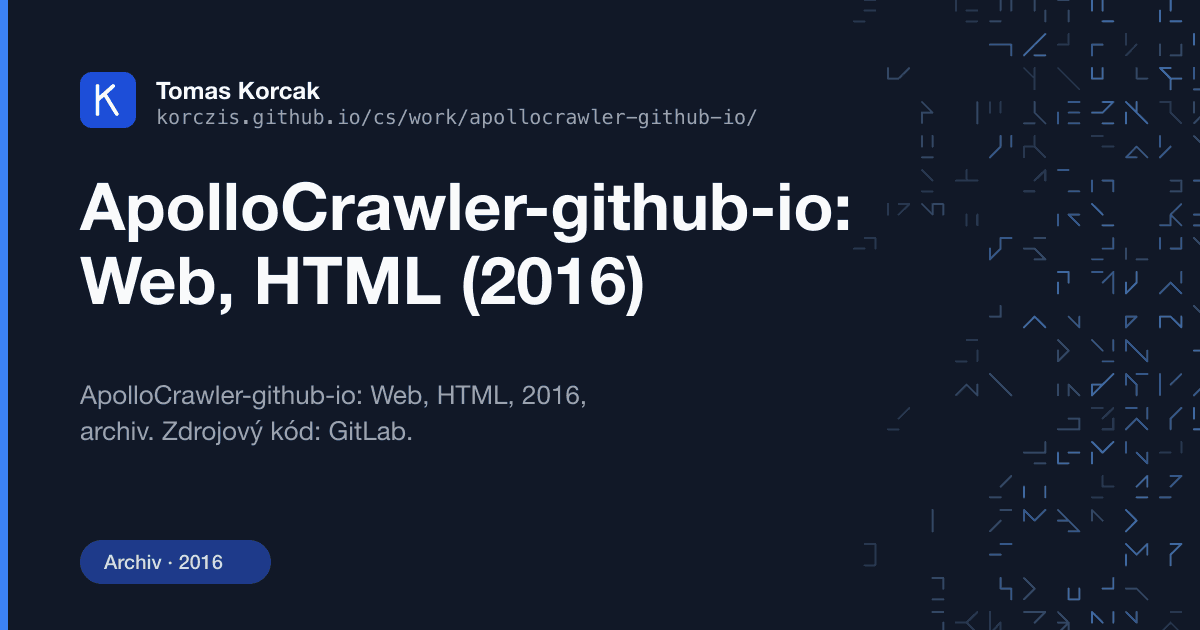 K
Tomas Korcak
korczis.github.io/cs/work/apollocrawler-github-io/
ApolloCrawler-github-io:
Web, HTML (2016)
ApolloCrawler-github-io: Web, HTML, 2016,
archiv. Zdrojový kód: GitLab.
Archiv · 2016